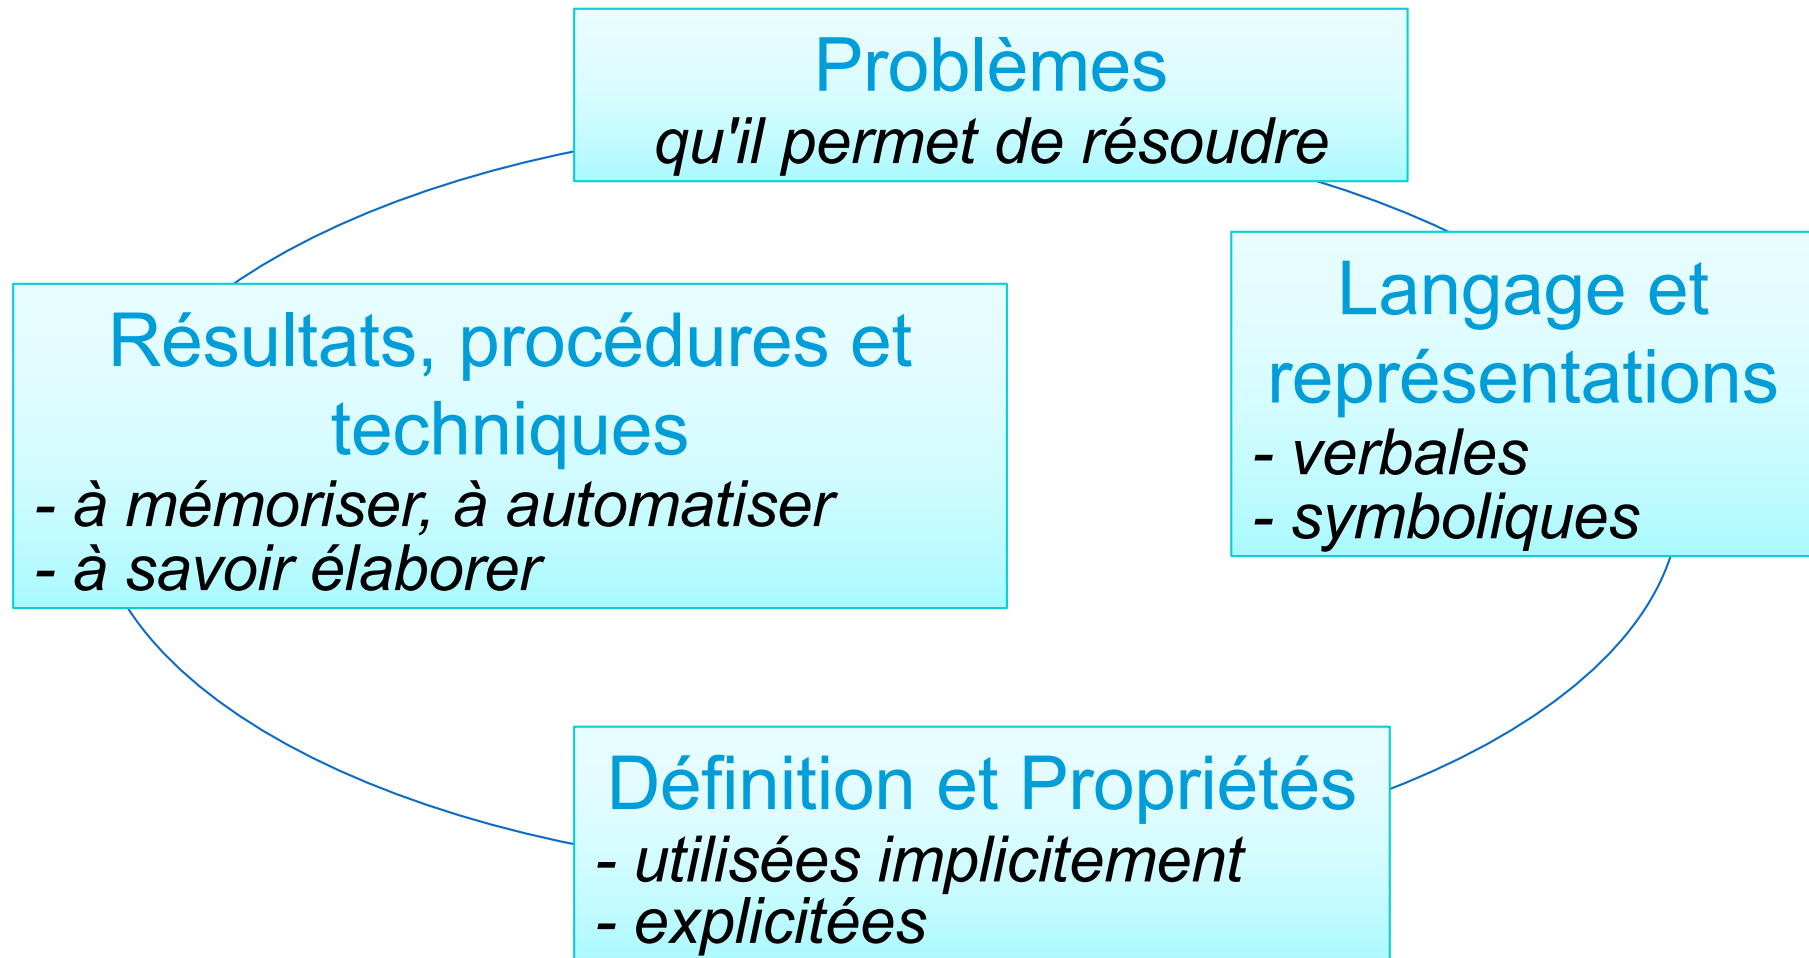 Problèmes
qu'il permet de résoudre
Langage et
représentations
- verbales
- symboliques
Résultats, procédures et
techniques
- à mémoriser, à automatiser
- à savoir élaborer
Définition et Propriétés
- utilisées implicitement
- explicitées